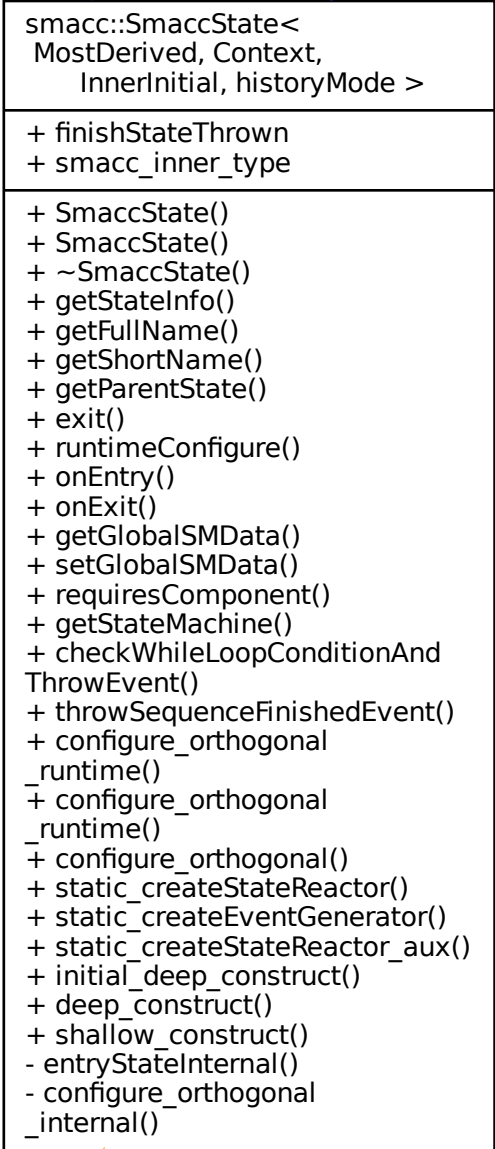 smacc::SmaccState<
MostDerived, Context,
InnerInitial, historyMode >
+ finishStateThrown
+ smacc_inner_type
+ SmaccState()
+ SmaccState()
+ ~SmaccState()
+ getStateInfo()
+ getFullName()
+ getShortName()
+ getParentState()
+ exit()
+ runtimeConfigure()
+ onEntry()
+ onExit()
+ getGlobalSMData()
+ setGlobalSMData()
+ requiresComponent()
+ getStateMachine()
+ checkWhileLoopConditionAnd
ThrowEvent()
+ throwSequenceFinishedEvent()
+ configure_orthogonal
_runtime()
+ configure_orthogonal
_runtime()
+ configure_orthogonal()
+ static_createStateReactor()
+ static_createEventGenerator()
+ static_createStateReactor_aux()
+ initial_deep_construct()
+ deep_construct()
+ shallow_construct()
- entryStateInternal()
- configure_orthogonal
_internal()